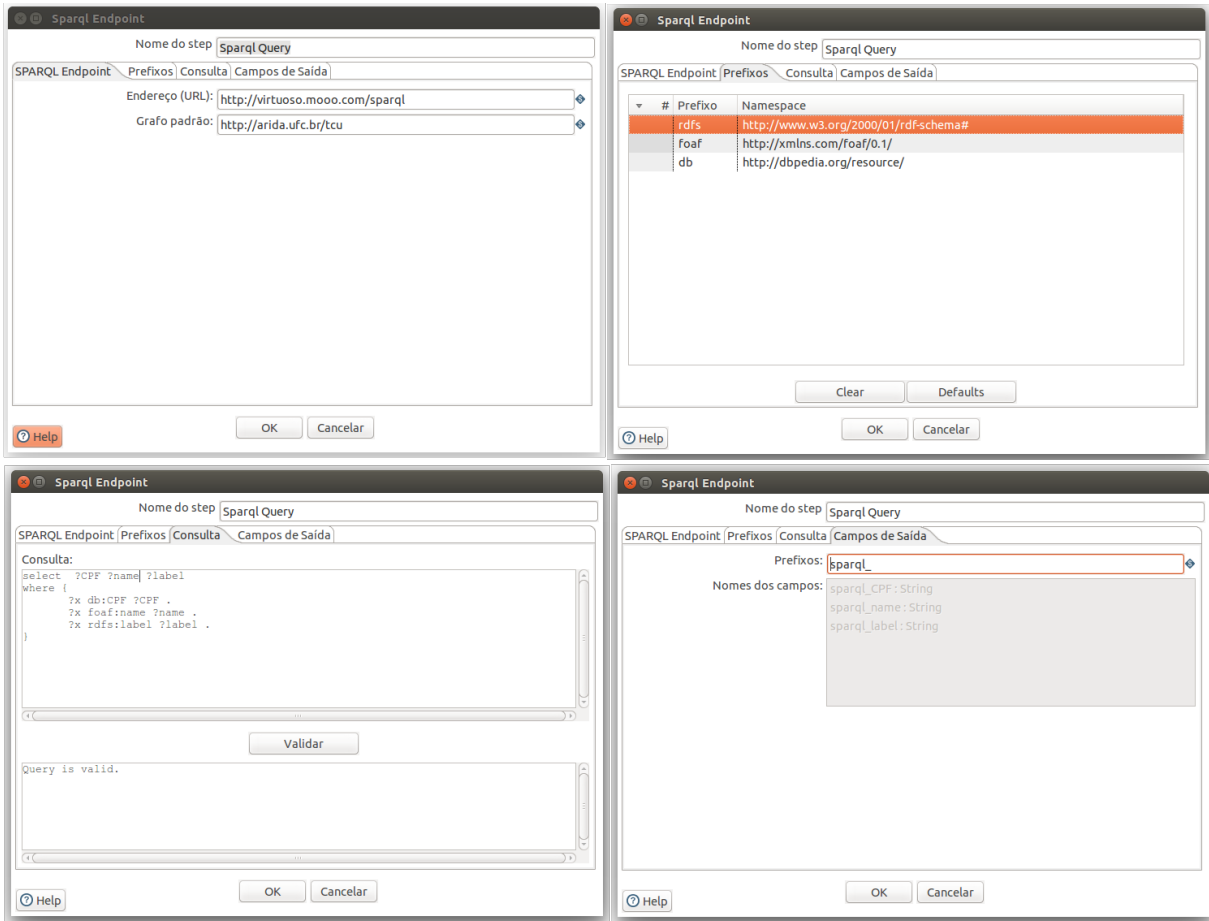 Sparql Endpoint
Nome do step Sparql Query
SPARQL Endpoint Prefixos Consulta Campos de Saída
Endereço (URL): http://virtuoso.mooo.com/sparql
Grafo padrão: http://arida.ufc.br/tcu
OK Cancelar
Help
Sparql Endpoint
Nome do step Sparql Query
SPARQL Endpoint Prefixos Consulta Campos de Saída
# Prefixo Namespace
rdfs http://www.w3.org/2000/01/rdf-schema#
foaf http://xmlns.com/foaf/0.1/
db http://dbpedia.org/resource/
Clear Defaults
OK Cancelar
Help
Sparql Endpoint
Nome do step Sparql Query
SPARQL Endpoint Prefixos Consulta Campos de Saída
Consulta:
select ?CPF ?name ?label
where {
?x db:CPF ?CPF .
?x foaf:name ?name .
?x rdfs:label ?label .
}
Validar
Query is valid.
OK Cancelar
Help
Sparql Endpoint
Nome do step Sparql Query
SPARQL Endpoint Prefixos Consulta Campos de Saída
Prefixos: sparql_
Nomes dos campos: sparql_CPF : String
sparql_name : String
sparql_label : String
OK Cancelar
Help